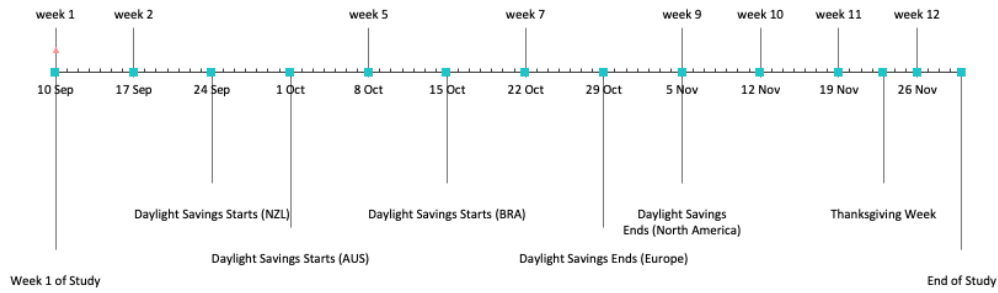 week 1
week 2
week 5
week 7
week 9
week 10
week 11
week 12
10 Sep
17 Sep
24 Sep
1 Oct
8 Oct
15 Oct
22 Oct
29 Oct
5 Nov
12 Nov
19 Nov
26 Nov
Daylight Savings Starts (NZL)
Daylight Savings Starts (BRA)
Daylight Savings
Ends (North America)
Thanksgiving Week
Daylight Savings Starts (AUS)
Daylight Savings Ends (Europe)
Week 1 of Study
End of Study